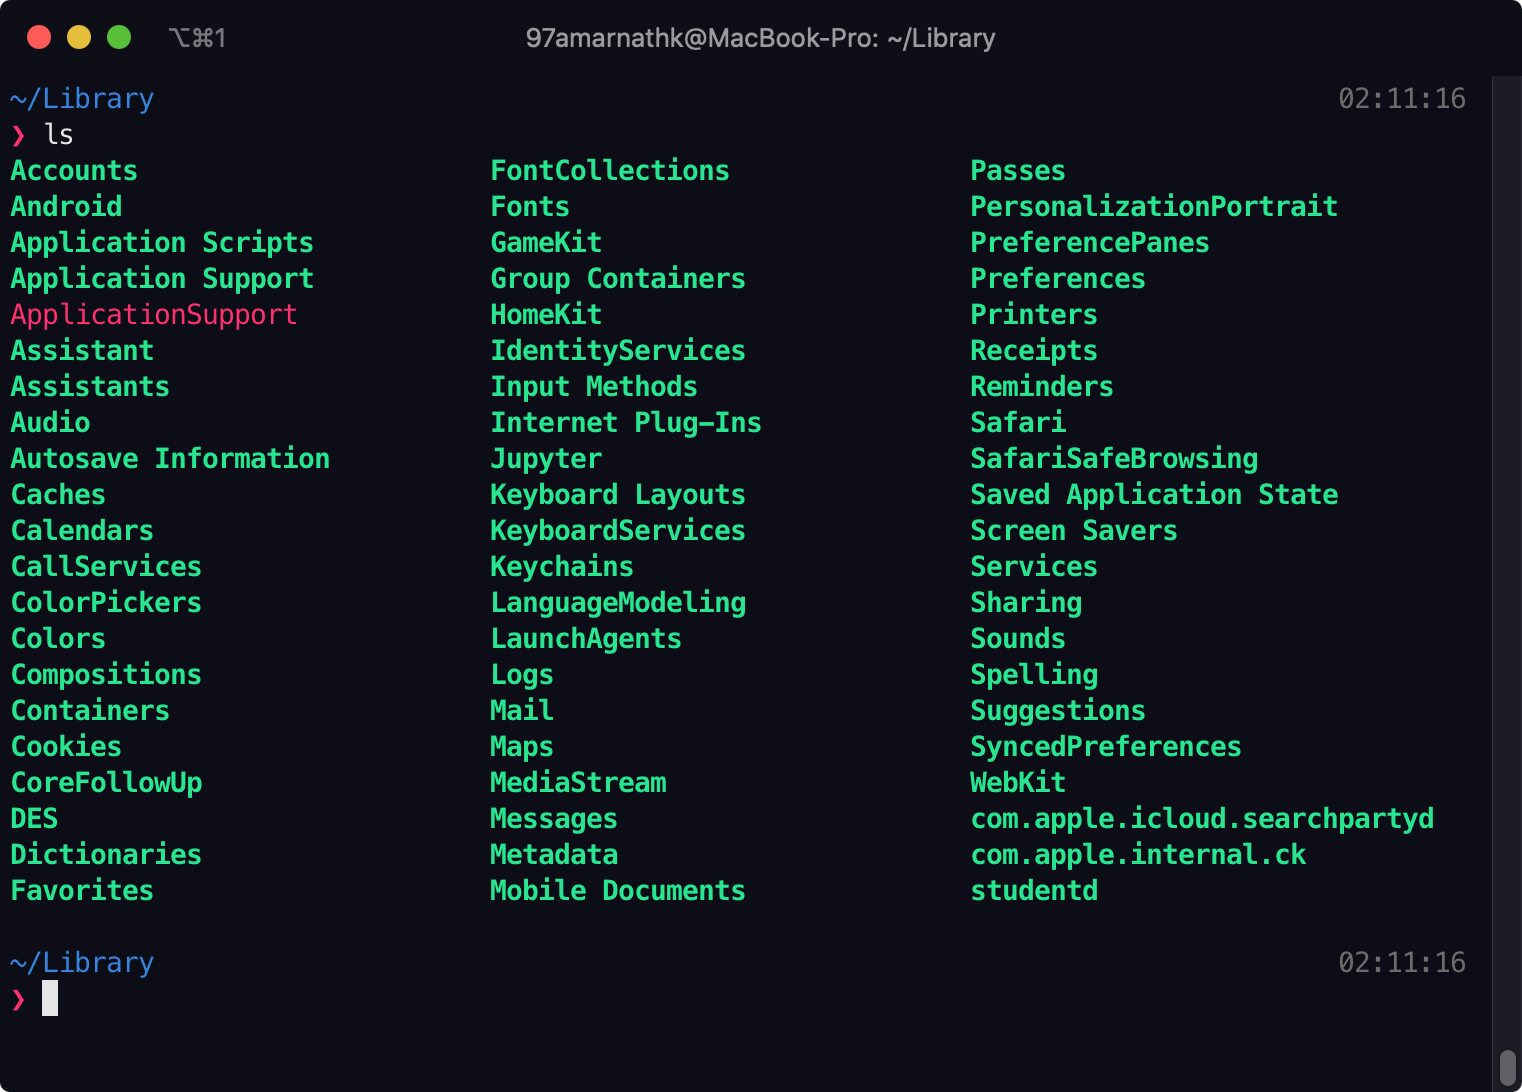 ⌥⌘1 97amarnathk@MacBook-Pro: ~/Library
~/Library 02:11:16
❯ ls
Accounts FontCollections Passes
Android Fonts PersonalizationPortrait
Application Scripts GameKit PreferencePanes
Application Support Group Containers Preferences
ApplicationSupport HomeKit Printers
Assistant IdentityServices Receipts
Assistants Input Methods Reminders
Audio Internet Plug-Ins Safari
Autosave Information Jupyter SafariSafeBrowsing
Caches Keyboard Layouts Saved Application State
Calendars KeyboardServices Screen Savers
CallServices Keychains Services
ColorPickers LanguageModeling Sharing
Colors LaunchAgents Sounds
Compositions Logs Spelling
Containers Mail Suggestions
Cookies Maps SyncedPreferences
CoreFollowUp MediaStream WebKit
DES Messages com.apple.icloud.searchpartyd
Dictionaries Metadata com.apple.internal.ck
Favorites Mobile Documents studentd
~/Library 02:11:16
❯